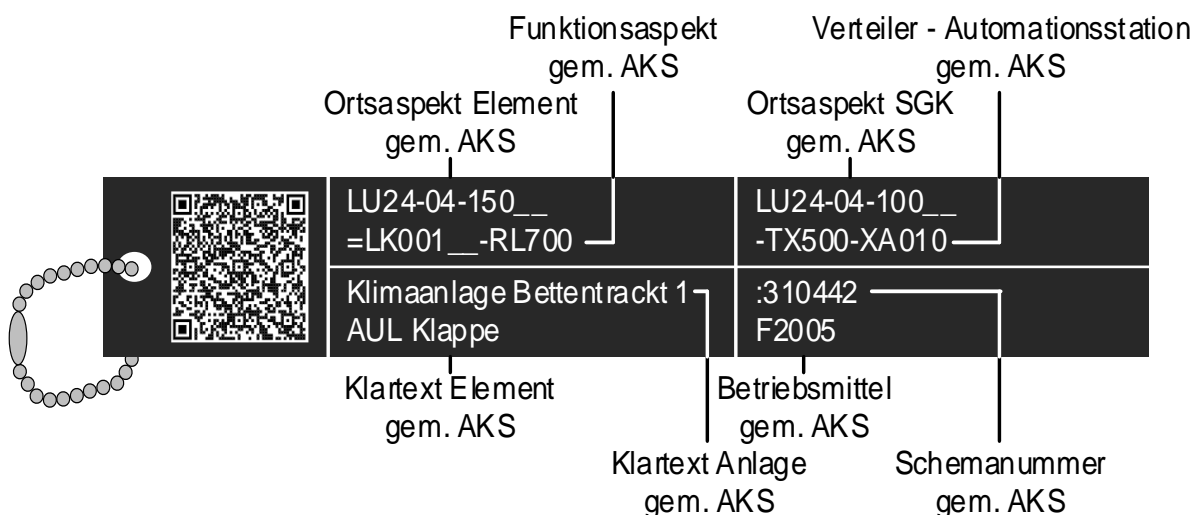 Funktionsaspekt
gem. AKS
Verteiler - Automationsstation
gem. AKS
Ortsaspekt Element
gem. AKS
Ortsaspekt SGK
gem. AKS
LU24-04-150__
=LK001__-RL700
LU24-04-100__
-TX500-XA010
Klimaanlage Bettentrackt 1
AUL Klappe
:310442
F2005
Klartext Element
gem. AKS
Betriebsmittel
gem. AKS
Klartext Anlage
gem. AKS
Schemanummer
gem. AKS